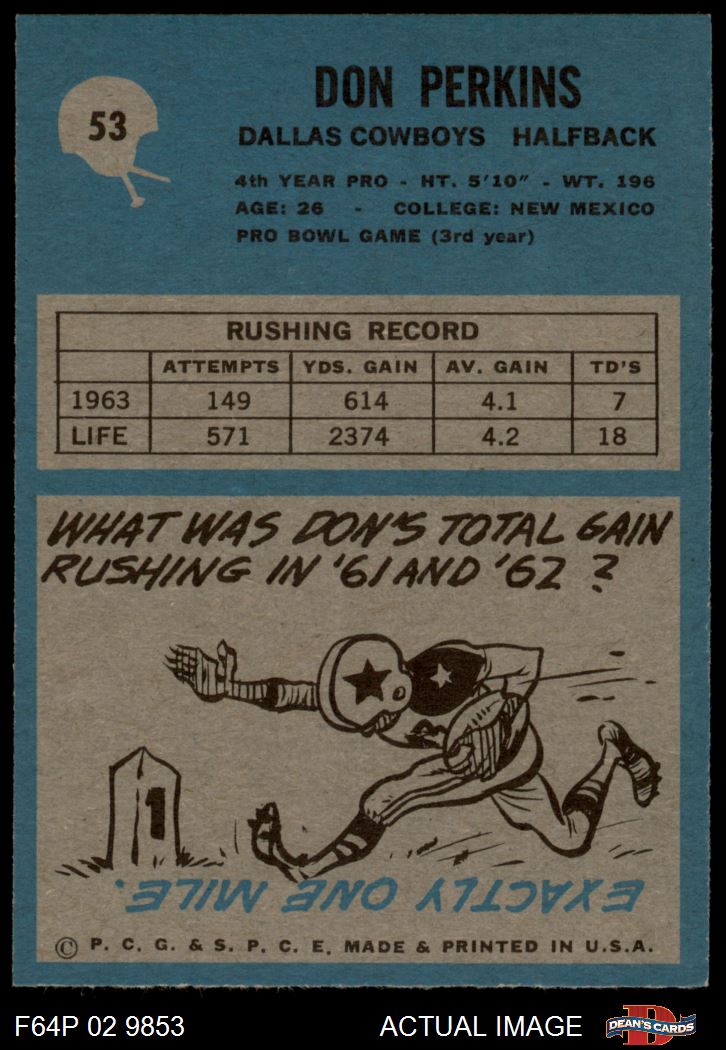 53
DON PERKINS
DALLAS COWBOYS HALFBACK
4th YEAR PRO - HT. 5'10" - WT. 196
AGE: 26 - COLLEGE: NEW MEXICO
PRO BOWL GAME (3rd year)
RUSHING RECORD
ATTEMPTS YDS. GAIN AV. GAIN TD'S
1963 149 614 4.1 7
LIFE 571 2374 4.2 18
WHAT WAS DON'S TOTAL GAIN
RUSHING IN '61 AND '62 ?
1
EXACTLY ONE MILE.
© P. C. G. & S. P. C. E. MADE & PRINTED IN U.S.A.
F64P 02 9853 ACTUAL IMAGE
D
DEAN'S CARDS